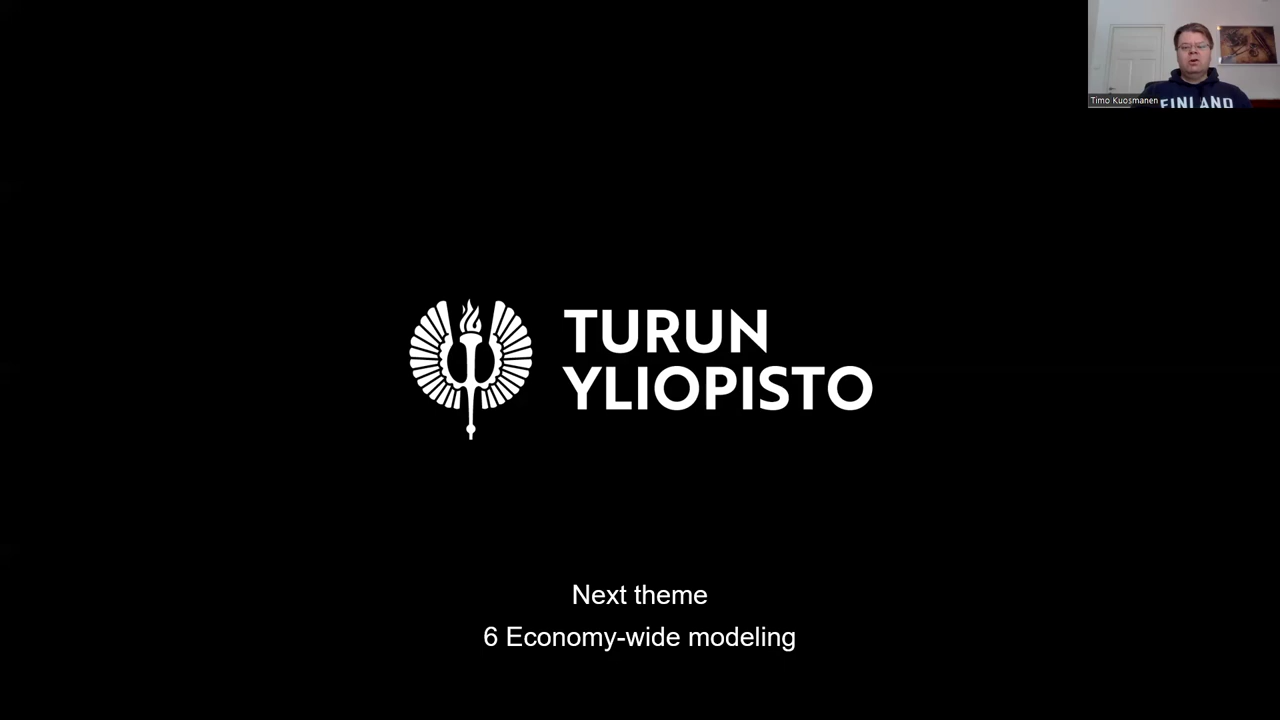 Timo Kuosmanen
FINLAND
TURUN
YLIOPISTO
Next theme
6 Economy-wide modeling